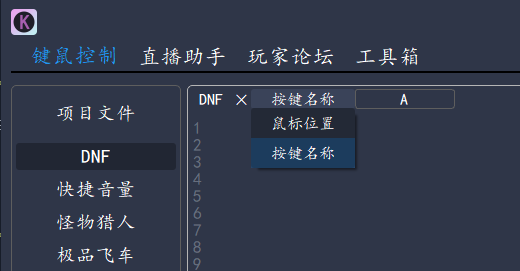 K
键鼠控制 直播助手 玩家论坛 工具箱
项目文件
DNF
快捷音量
怪物猎人
极品飞车
DNF × 按键名称 A
鼠标位置
按键名称
1
2
3
4
5
6
7
8
9